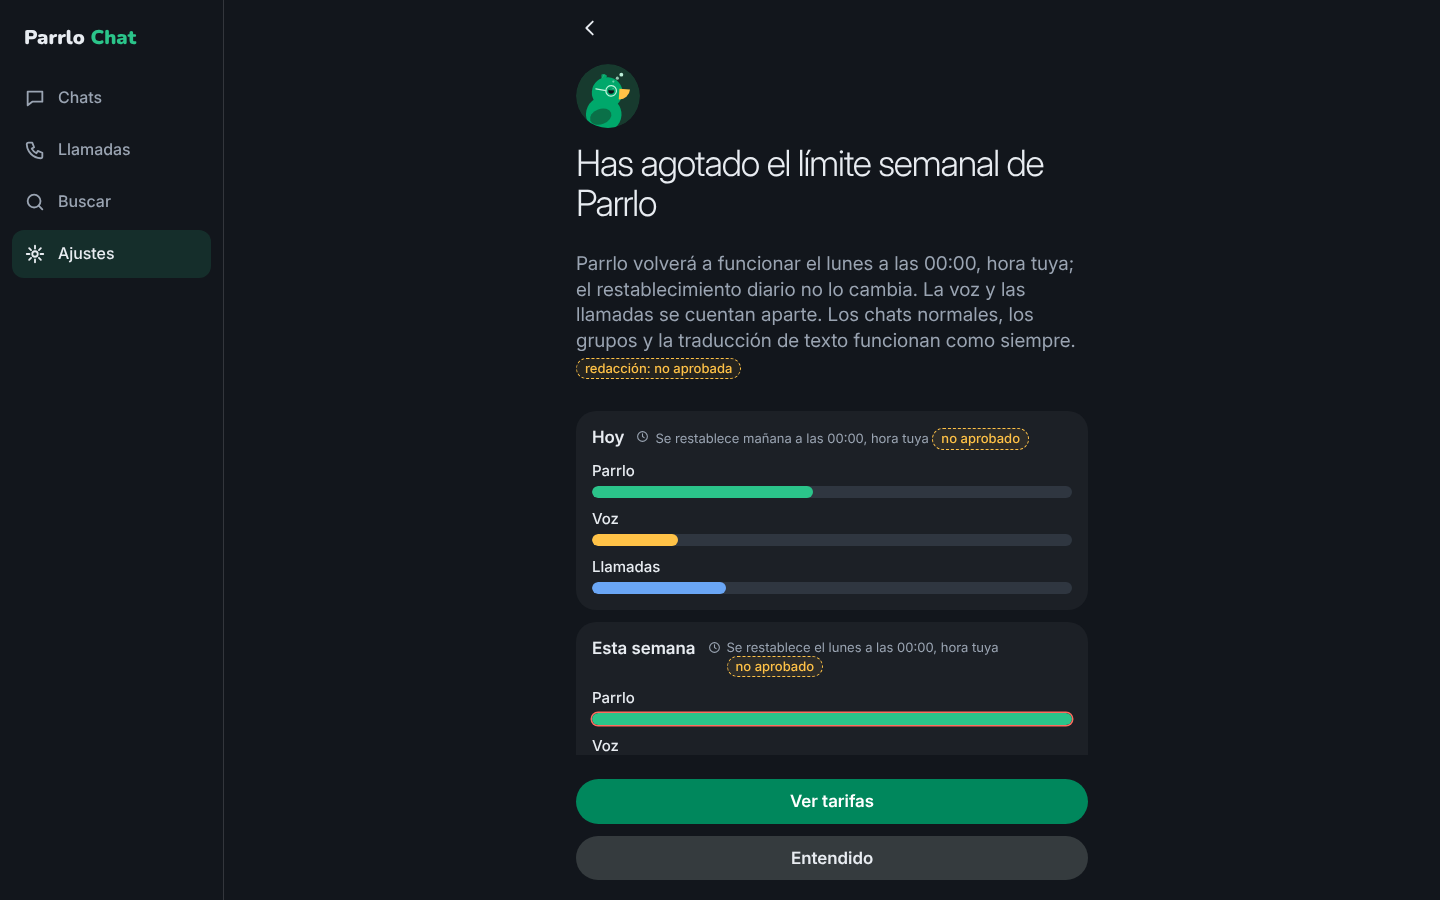 Parrlo Chat
Chats
Llamadas
Buscar
Ajustes
Has agotado el límite semanal de
Parrlo
Parrlo volverá a funcionar el lunes a las 00:00, hora tuya;
el restablecimiento diario no lo cambia. La voz y las
llamadas se cuentan aparte. Los chats normales, los
grupos y la traducción de texto funcionan como siempre.
redacción: no aprobada
Hoy Se restablece mañana a las 00:00, hora tuya no aprobado
Parrlo
Voz
Llamadas
Esta semana Se restablece el lunes a las 00:00, hora tuya
no aprobado
Parrlo
Voz
Ver tarifas
Entendido